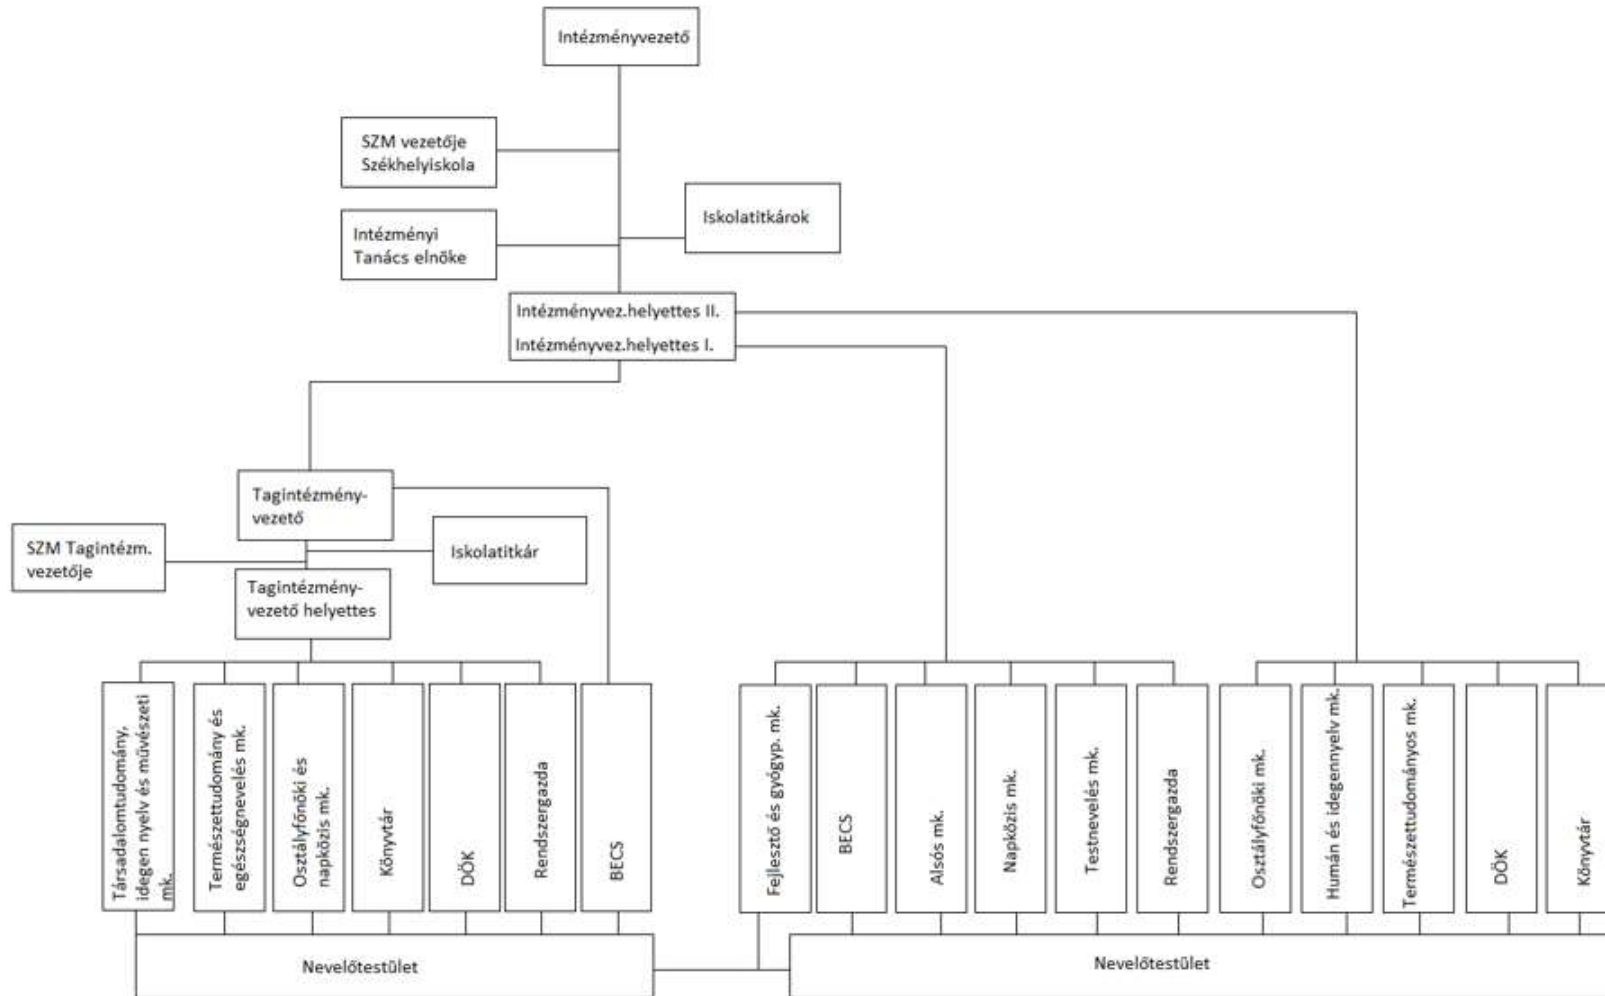 Intézményvezető
SZM vezetője
Székhelyiskola
Iskolatitkárok
Intézményi
Tanács elnöke
Intézményvez.helyettes II.
Intézményvez.helyettes I.
Tagintézmény-
vezető
SZM Tagintézm.
vezetője
Iskolatitkár
Tagintézmény-
vezető helyettes
Társadalomtudomány,
idegen nyelv és művészeti
mk.
Természettudomány és
egészségnevelés mk.
Osztályfőnöki és
napközis mk.
Könyvtár
DÖK
Rendszergazda
BECS
Fejlesztő és gyógyp. mk.
BECS
Alsós mk.
Napközis mk.
Testnevelés mk.
Rendszergazda
Osztályfőnöki mk.
Humán és idegennyelv mk.
Természettudományos mk.
DÖK
Könyvtár
Nevelőtestület
Nevelőtestület